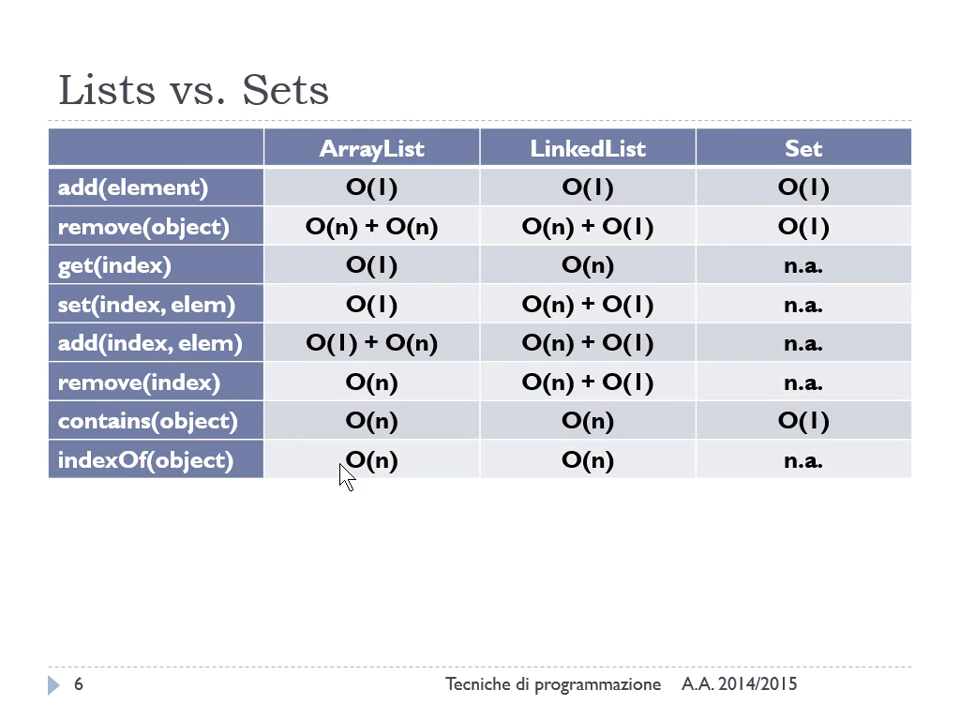 Lists vs. Sets
ArrayList LinkedList Set
add(element) O(1) O(1) O(1)
remove(object) O(n) + O(n) O(n) + O(1) O(1)
get(index) O(1) O(n) n.a.
set(index, elem) O(1) O(n) + O(1) n.a.
add(index, elem) O(1) + O(n) O(n) + O(1) n.a.
remove(index) O(n) O(n) + O(1) n.a.
contains(object) O(n) O(n) O(1)
indexOf(object) O(n) O(n) n.a.
6 Tecniche di programmazione A.A. 2014/2015